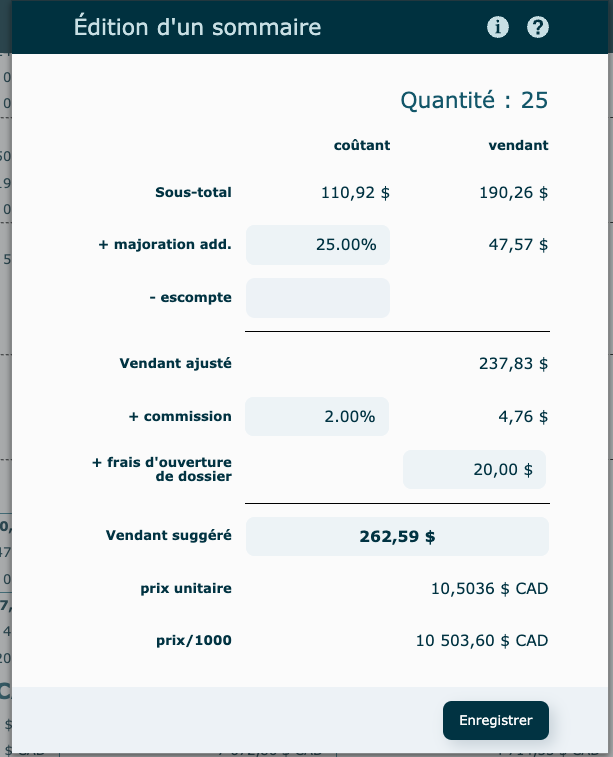 Édition d'un sommaire
Quantité : 25
coûtant vendant
Sous-total 110,92 $ 190,26 $
+ majoration add. 25.00% 47,57 $
- escompte
Vendant ajusté 237,83 $
+ commission 2.00% 4,76 $
+ frais d'ouverture
de dossier 20,00 $
Vendant suggéré 262,59 $
prix unitaire 10,5036 $ CAD
prix/1000 10 503,60 $ CAD
Enregistrer